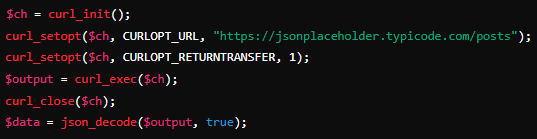 $ch = curl_init();
curl_setopt($ch, CURLOPT_URL, "https://jsonplaceholder.typicode.com/posts");
curl_setopt($ch, CURLOPT_RETURNTRANSFER, 1);
$output = curl_exec($ch);
curl_close($ch);
$data = json_decode($output, true);